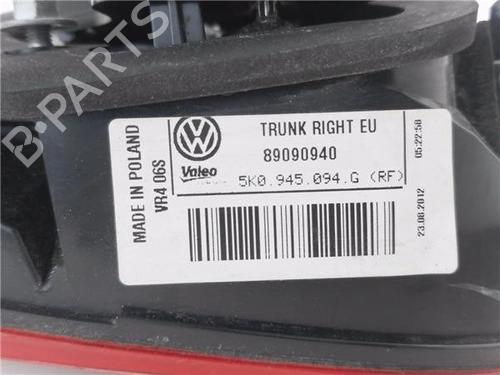 MADE IN POLAND
VR4 06S
Valeo
TRUNK RIGHT EU
89090940
5K0.945.094.G (RF)
05:22:58
23.08.2012
BPARTS